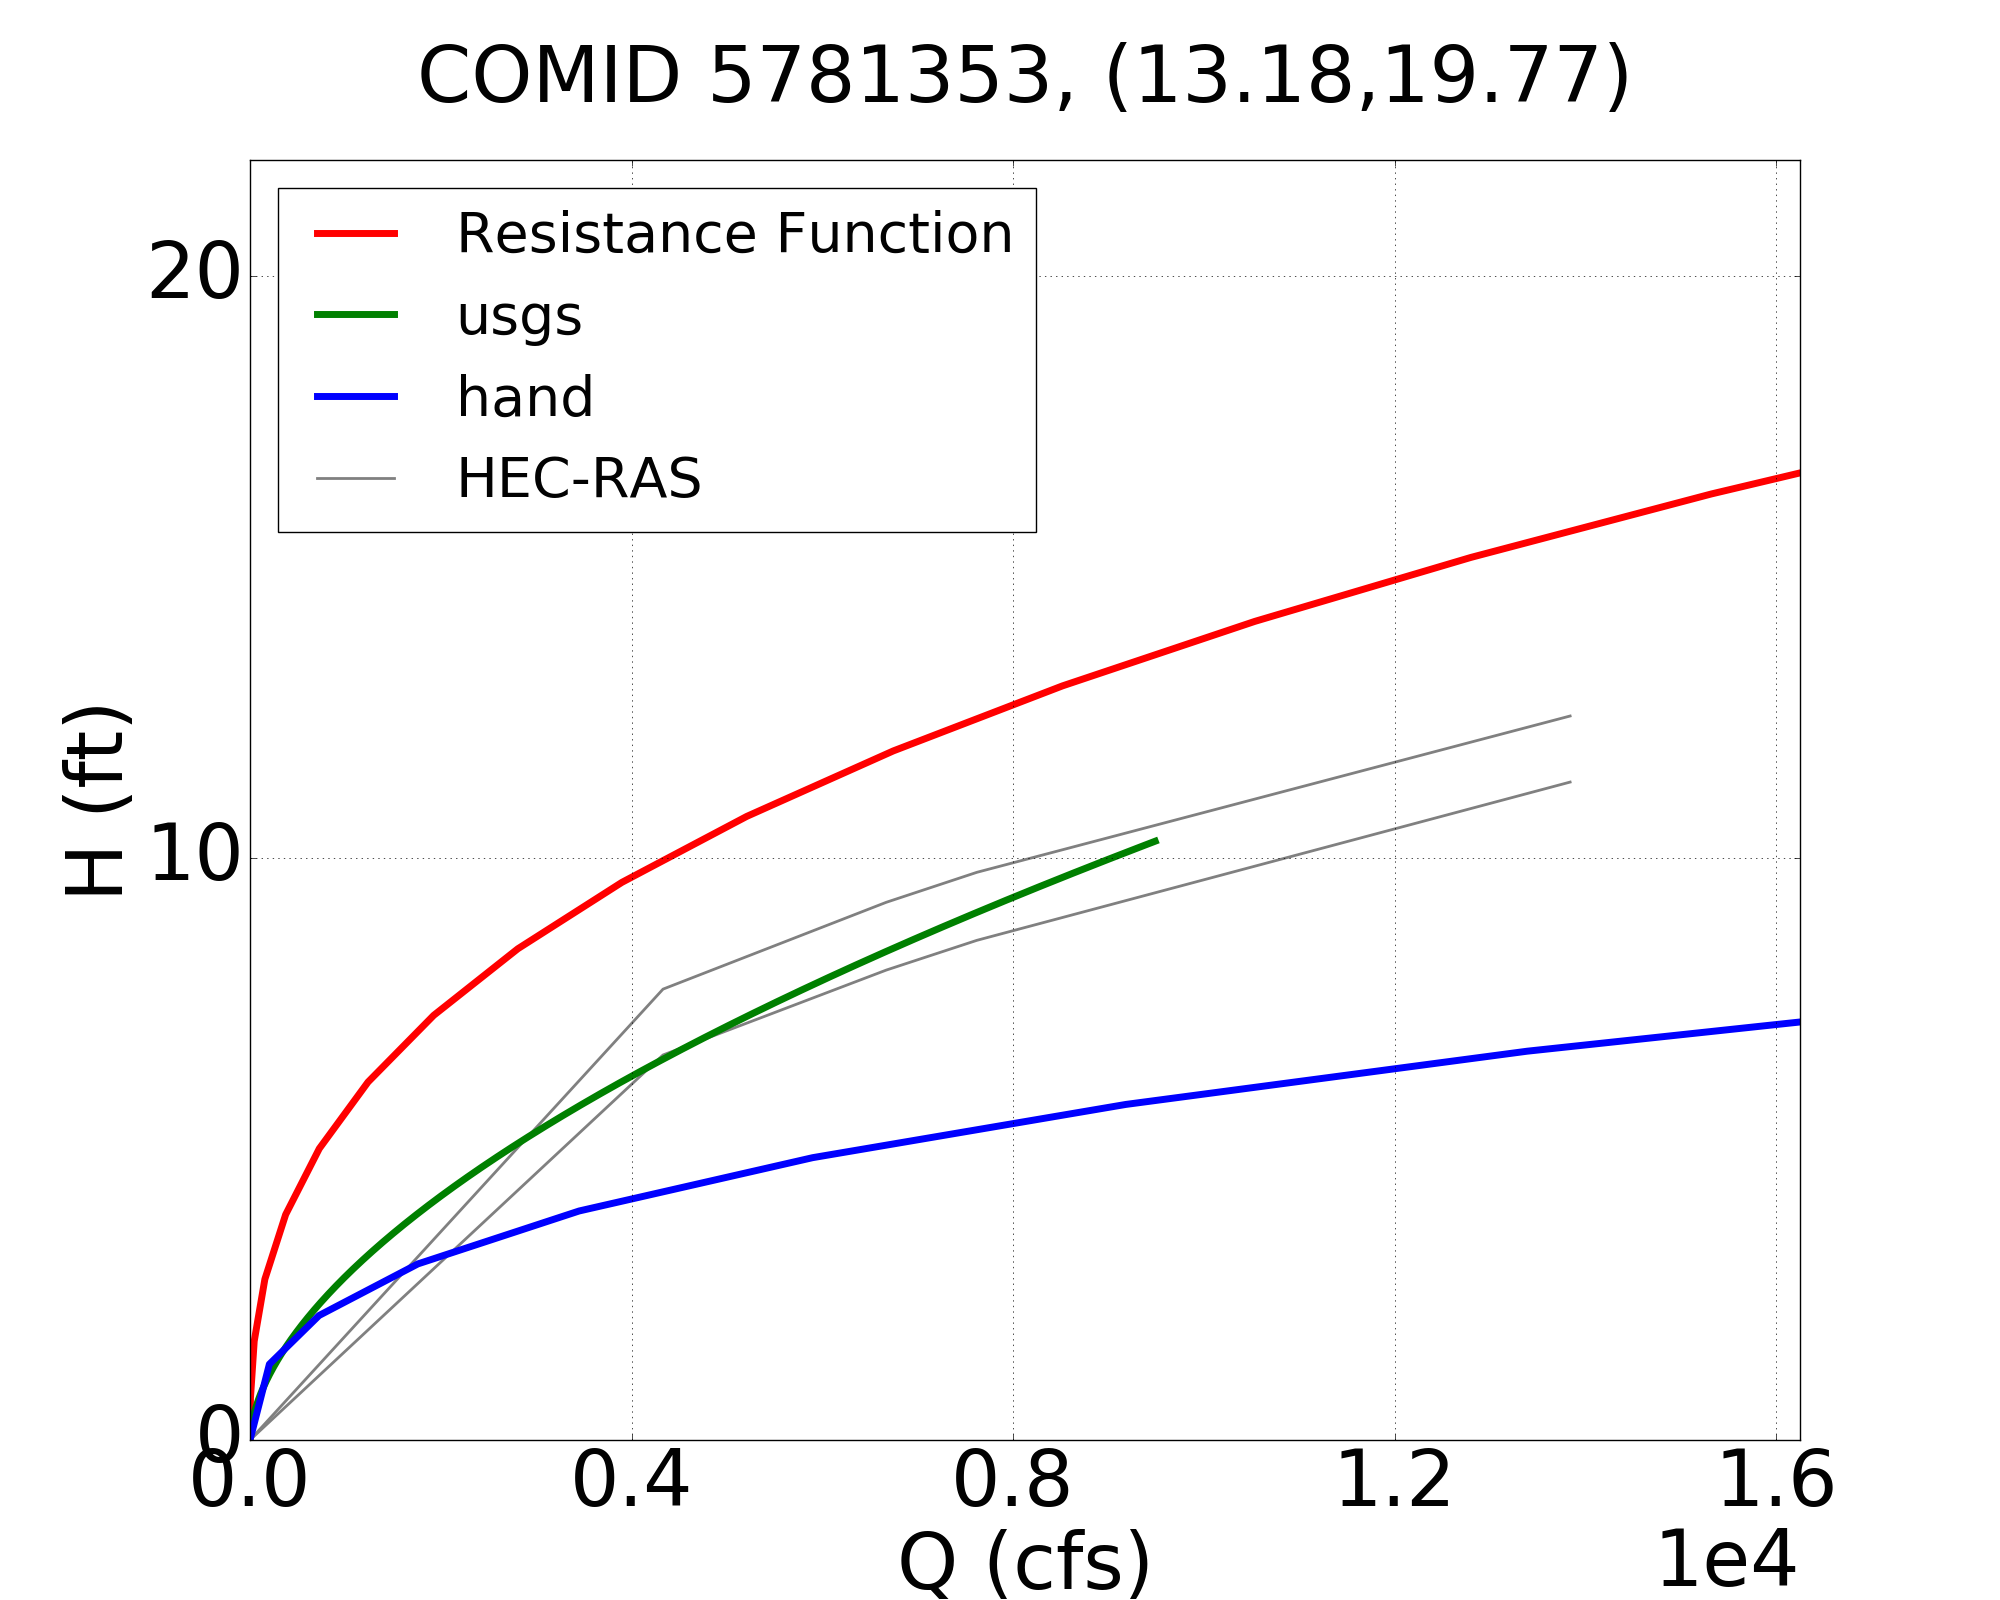 COMID 5781353, (13.18,19.77)
Resistance Function
usgs
hand
HEC-RAS
20
10
0
H (ft)
0.0 0.4 0.8 1.2 1.6
1e4
Q (cfs)